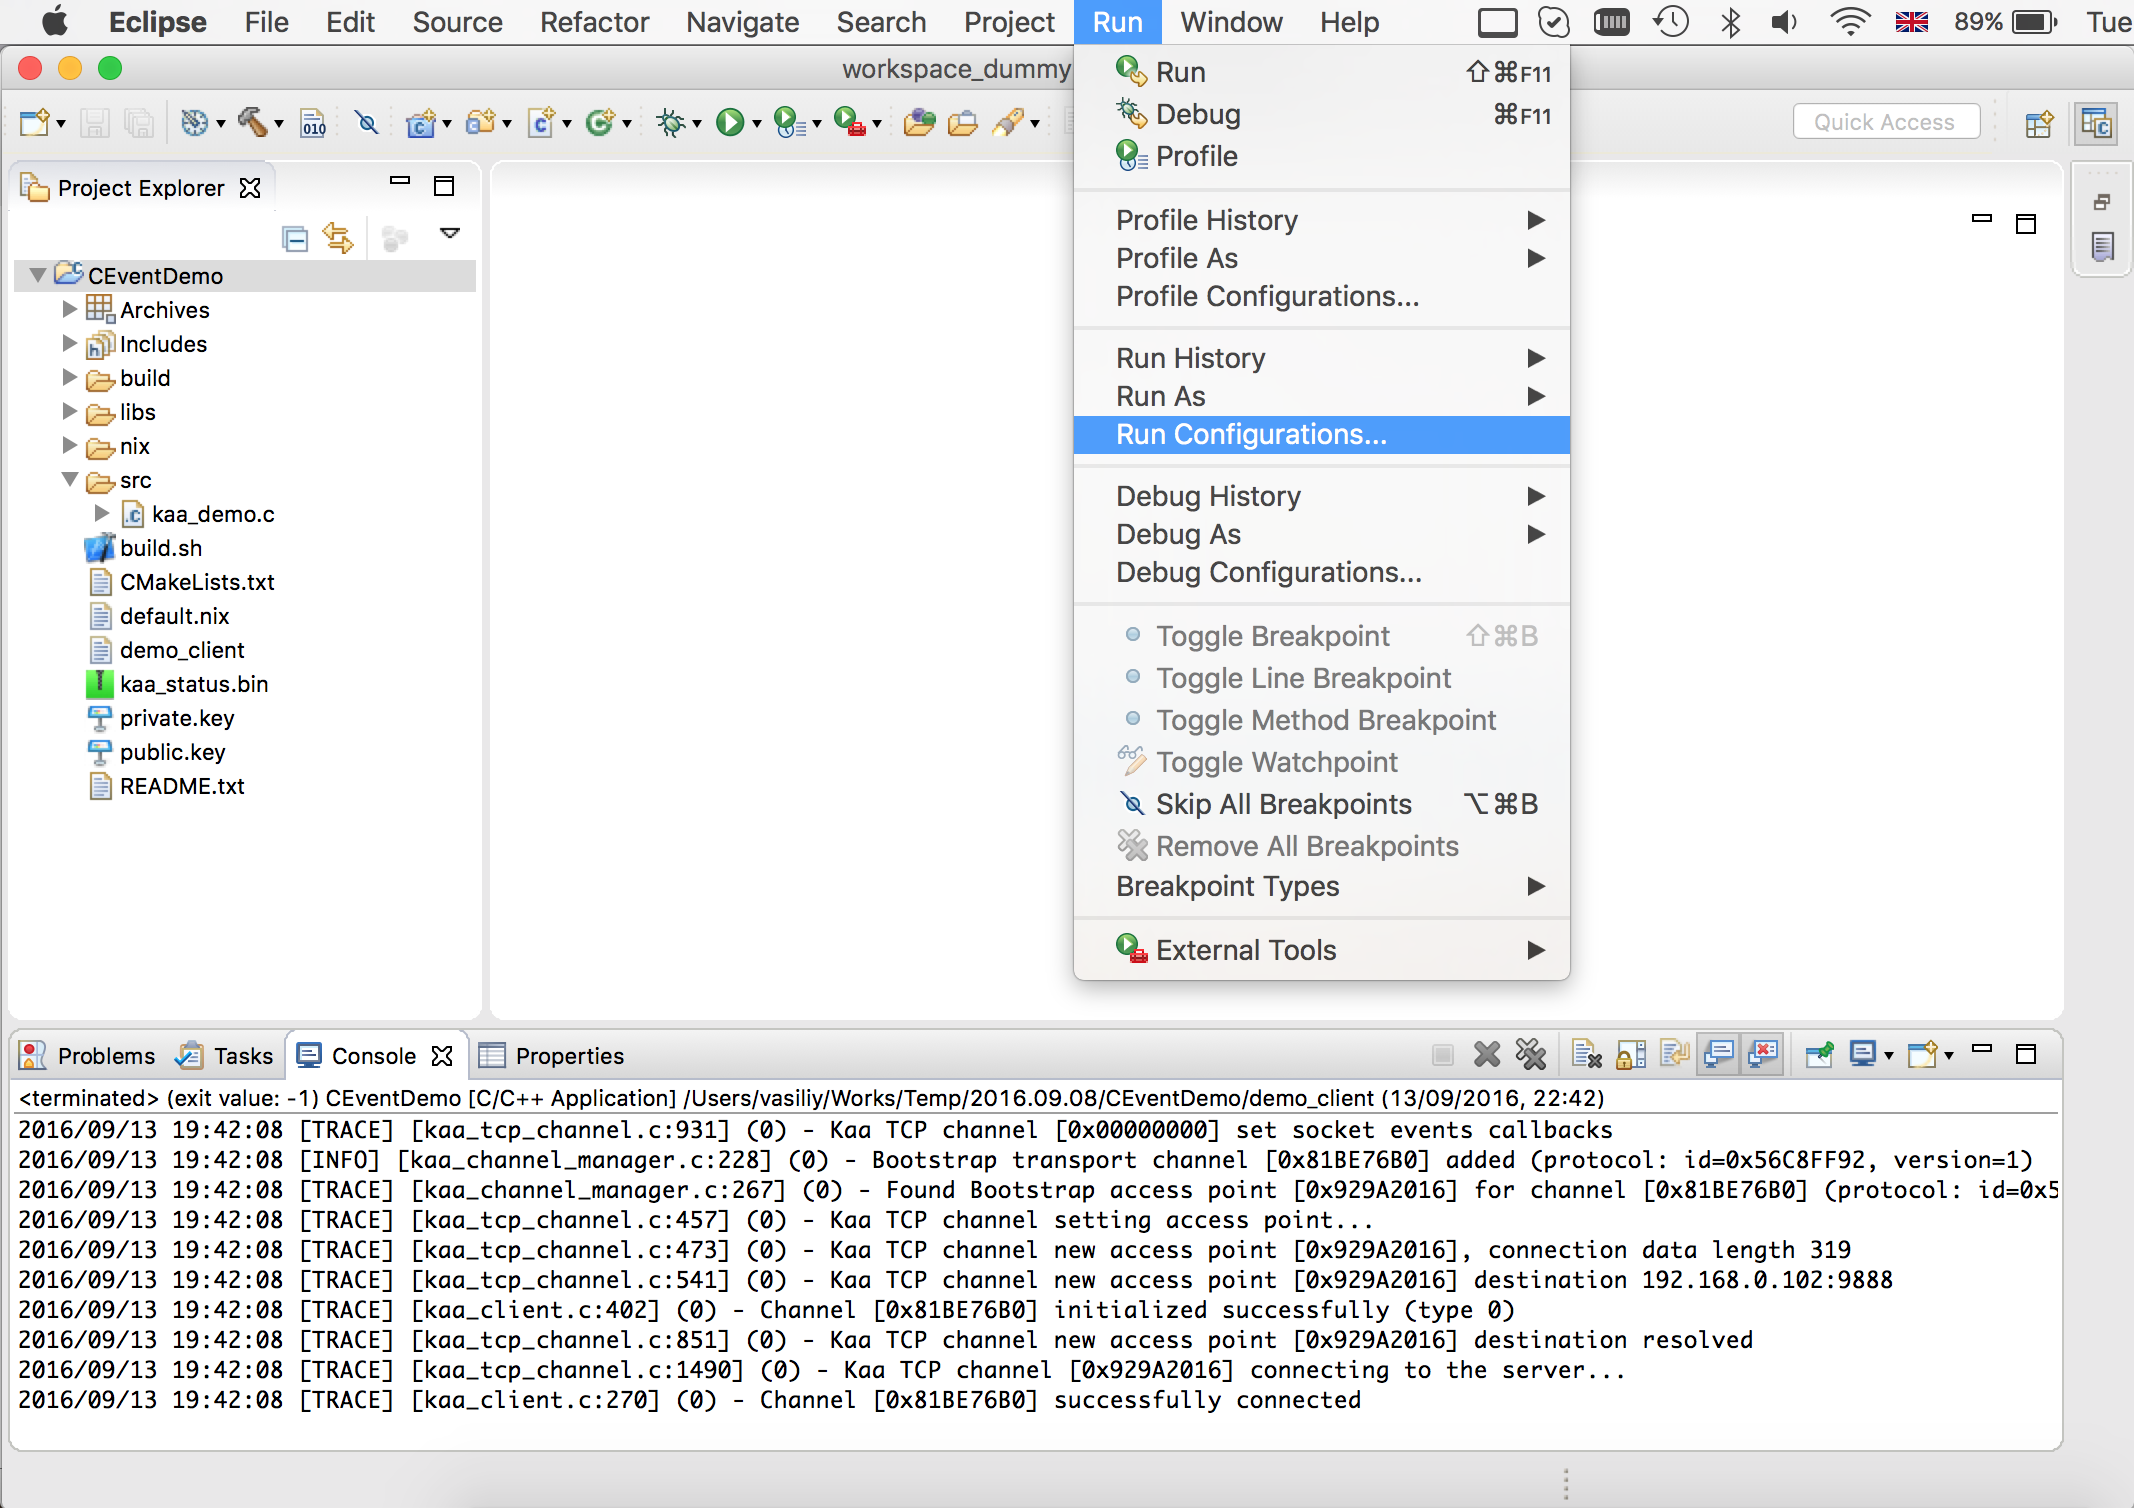 Eclipse File Edit Source Refactor Navigate Search Project Run Window Help 89% Tue
workspace_dummy
Run ⇧⌘F11
Debug ⌘F11
Profile
Profile History
Profile As
Profile Configurations...
Run History
Run As
Run Configurations...
Debug History
Debug As
Debug Configurations...
Toggle Breakpoint ⇧⌘B
Toggle Line Breakpoint
Toggle Method Breakpoint
Toggle Watchpoint
Skip All Breakpoints ⌥⌘B
Remove All Breakpoints
Breakpoint Types
External Tools
010
Quick Access
Project Explorer
CEventDemo
Archives
Includes
build
libs
nix
src
kaa_demo.c
build.sh
CMakeLists.txt
default.nix
demo_client
kaa_status.bin
private.key
public.key
README.txt
Problems Tasks Console Properties
<terminated> (exit value: -1) CEventDemo [C/C++ Application] /Users/vasiliy/Works/Temp/2016.09.08/CEventDemo/demo_client (13/09/2016, 22:42)
2016/09/13 19:42:08 [TRACE] [kaa_tcp_channel.c:931] (0) - Kaa TCP channel [0x00000000] set socket events callbacks
2016/09/13 19:42:08 [INFO] [kaa_channel_manager.c:228] (0) - Bootstrap transport channel [0x81BE76B0] added (protocol: id=0x56C8FF92, version=1)
2016/09/13 19:42:08 [TRACE] [kaa_channel_manager.c:267] (0) - Found Bootstrap access point [0x929A2016] for channel [0x81BE76B0] (protocol: id=0x5
2016/09/13 19:42:08 [TRACE] [kaa_tcp_channel.c:457] (0) - Kaa TCP channel setting access point...
2016/09/13 19:42:08 [TRACE] [kaa_tcp_channel.c:473] (0) - Kaa TCP channel new access point [0x929A2016], connection data length 319
2016/09/13 19:42:08 [TRACE] [kaa_tcp_channel.c:541] (0) - Kaa TCP channel new access point [0x929A2016] destination 192.168.0.102:9888
2016/09/13 19:42:08 [TRACE] [kaa_client.c:402] (0) - Channel [0x81BE76B0] initialized successfully (type 0)
2016/09/13 19:42:08 [TRACE] [kaa_tcp_channel.c:851] (0) - Kaa TCP channel new access point [0x929A2016] destination resolved
2016/09/13 19:42:08 [TRACE] [kaa_tcp_channel.c:1490] (0) - Kaa TCP channel [0x929A2016] connecting to the server...
2016/09/13 19:42:08 [TRACE] [kaa_client.c:270] (0) - Channel [0x81BE76B0] successfully connected